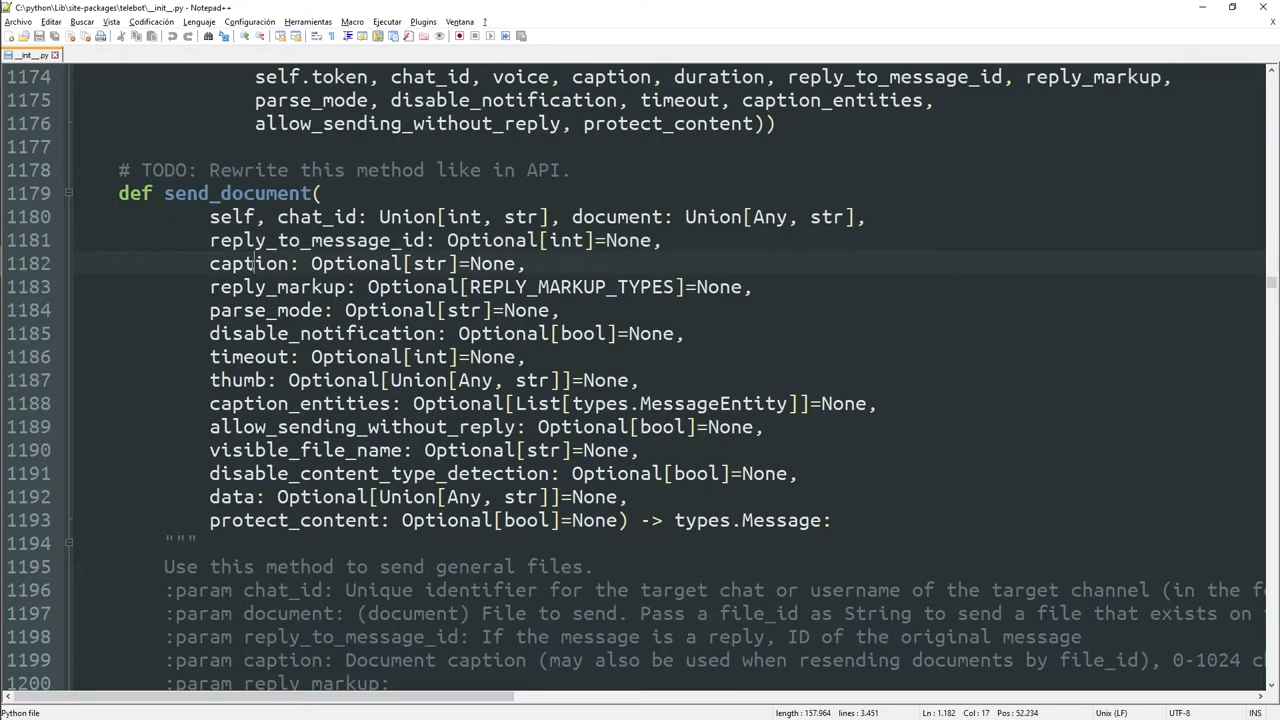 C:\python\Lib\site-packages\telebot\__init__.py - Notepad++
Archivo Editar Buscar Vista Codificación Lenguaje Configuración Herramientas Macro Ejecutar Plugins Ventana ?
__init__.py
1174 self.token, chat_id, voice, caption, duration, reply_to_message_id, reply_markup,
1175 parse_mode, disable_notification, timeout, caption_entities,
1176 allow_sending_without_reply, protect_content))
1177
1178 # TODO: Rewrite this method like in API.
1179 def send_document(
1180 self, chat_id: Union[int, str], document: Union[Any, str],
1181 reply_to_message_id: Optional[int]=None,
1182 caption: Optional[str]=None,
1183 reply_markup: Optional[REPLY_MARKUP_TYPES]=None,
1184 parse_mode: Optional[str]=None,
1185 disable_notification: Optional[bool]=None,
1186 timeout: Optional[int]=None,
1187 thumb: Optional[Union[Any, str]]=None,
1188 caption_entities: Optional[List[types.MessageEntity]]=None,
1189 allow_sending_without_reply: Optional[bool]=None,
1190 visible_file_name: Optional[str]=None,
1191 disable_content_type_detection: Optional[bool]=None,
1192 data: Optional[Union[Any, str]]=None,
1193 protect_content: Optional[bool]=None) -> types.Message:
1194 """
1195 Use this method to send general files.
1196 :param chat_id: Unique identifier for the target chat or username of the target channel (in the fo
1197 :param document: (document) File to send. Pass a file_id as String to send a file that exists on t
1198 :param reply_to_message_id: If the message is a reply, ID of the original message
1199 :param caption: Document caption (may also be used when resending documents by file_id), 0-1024 ch
1200 :param reply_markup:
Python file length : 157.964 lines : 3.451 Ln : 1.182 Col : 17 Pos : 52.234 Unix (LF) UTF-8 INS